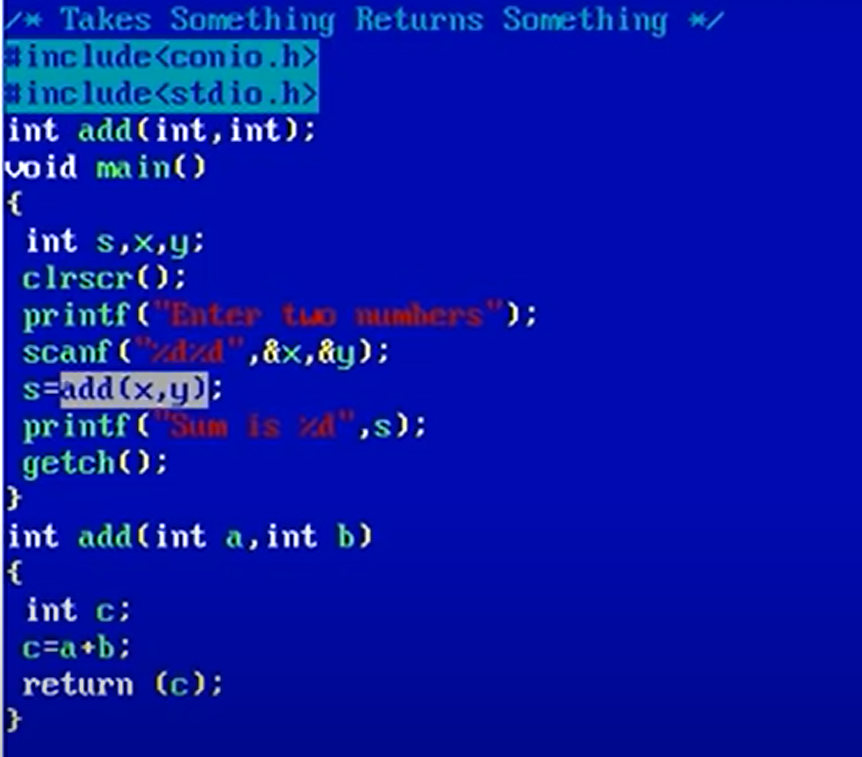 /* Takes Something Returns Something */
#include<conio.h>
#include<stdio.h>
int add(int,int);
void main()
{
int s,x,y;
clrscr();
printf("Enter two numbers");
scanf("%d%d",&x,&y);
s=add(x,y);
printf("Sum is %d",s);
getch();
}
int add(int a,int b)
{
int c;
c=a+b;
return (c);
}